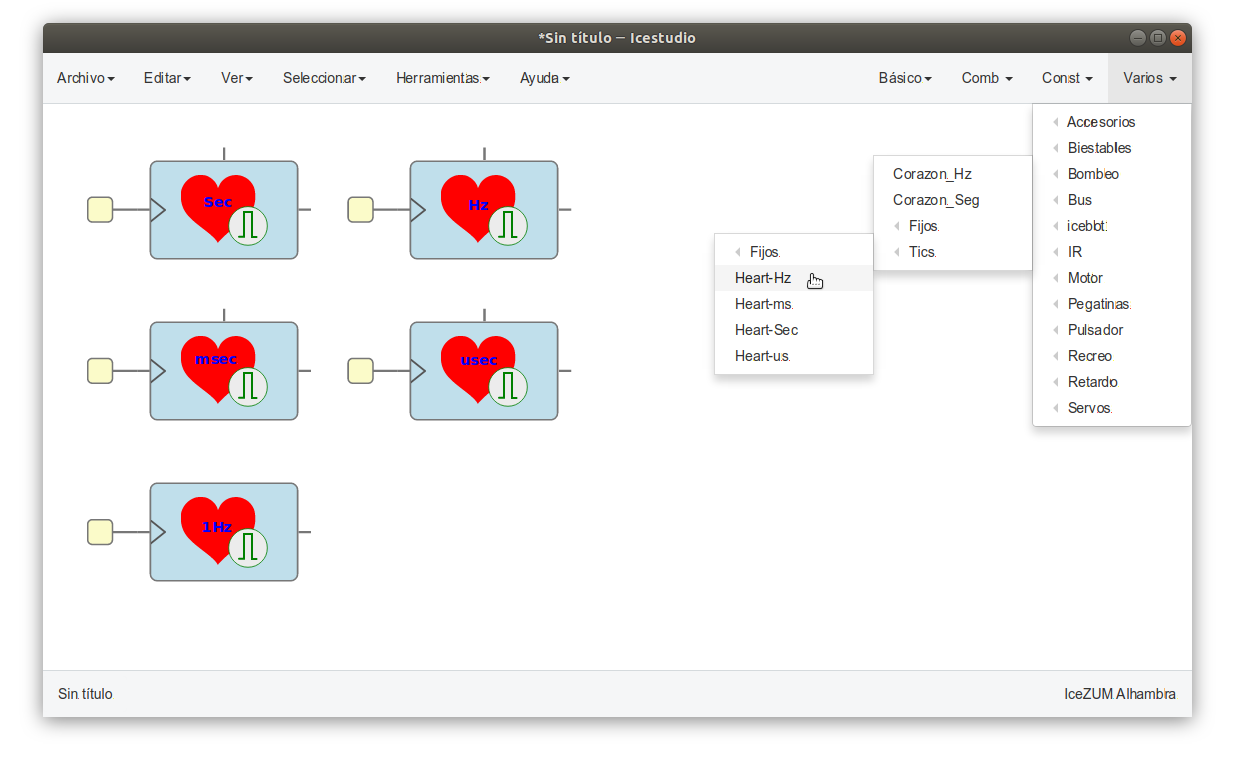 *Sin título — Icestudio
Archivo Editar Ver Seleccionar Herramientas Ayuda Básico Comb Const Varios
Accesorios
Biestables
Bombeo
Bus
icebot
IR
Motor
Pegatinas
Pulsador
Recreo
Retardo
Servos
Corazon_Hz
Corazon_Seg
Fijos
Tics
Fijos
Heart-Hz
Heart-ms
Heart-Sec
Heart-us
Sec
Hz
msec
usec
1Hz
Sin título IceZUM Alhambra